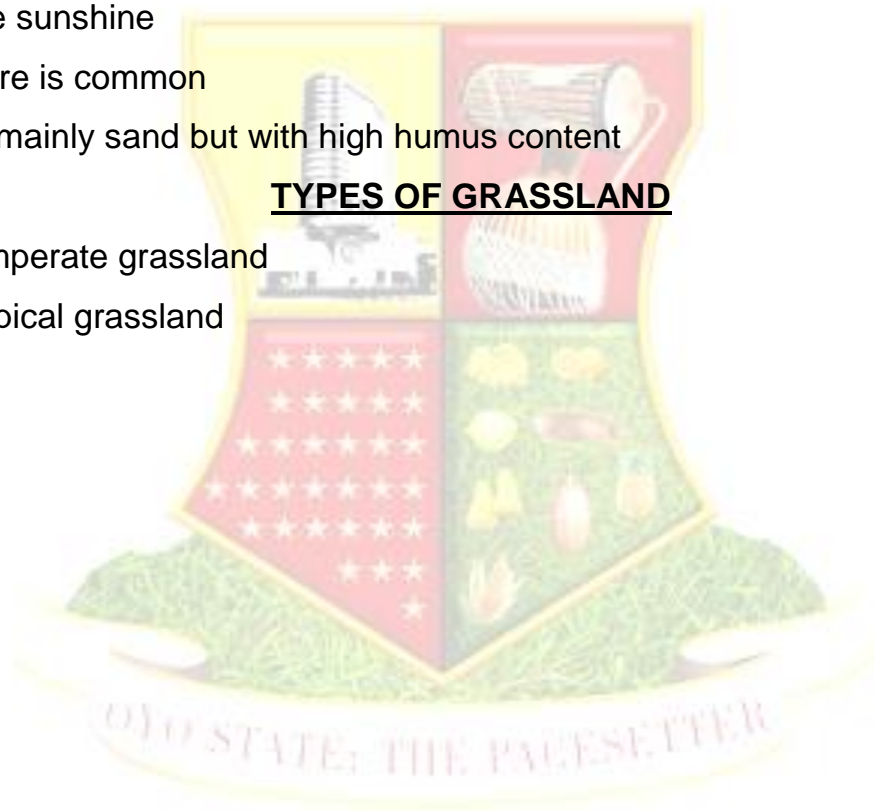 e sunshine
re is common
mainly sand but with high humus content
TYPES OF GRASSLAND
nperate grassland
pical grassland
OYO STATE: THE PACESETTER